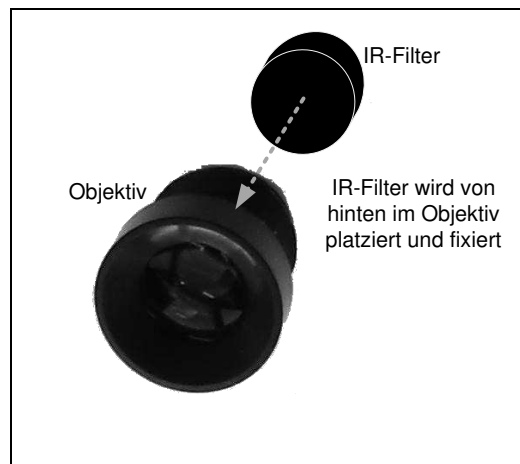 IR-Filter
Objektiv
IR-Filter wird von
hinten im Objektiv
platziert und fixiert